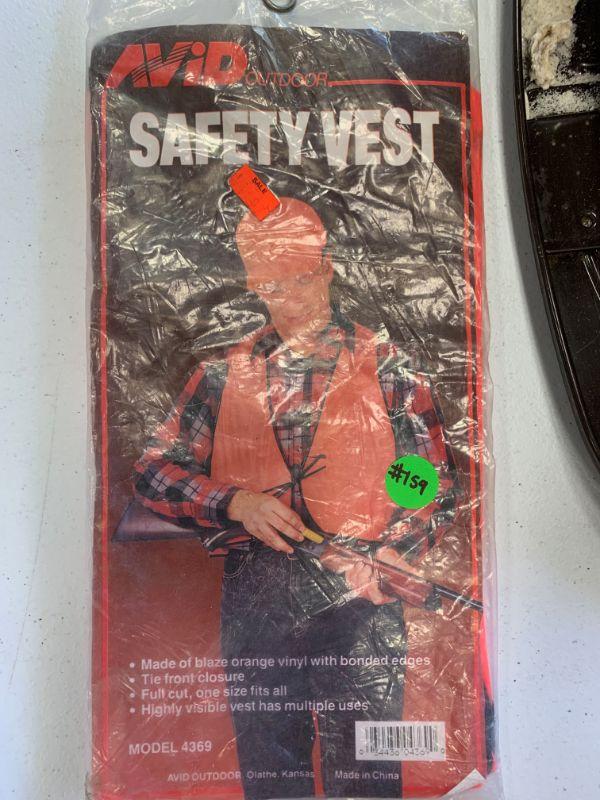 AVID OUTDOOR
SAFETY VEST
SALE
#159
• Made of blaze orange vinyl with bonded edges
• Tie front closure
• Full cut, one size fits all
• Highly visible vest has multiple uses
MODEL 4369
AVID OUTDOOR Olathe, Kansas Made in China